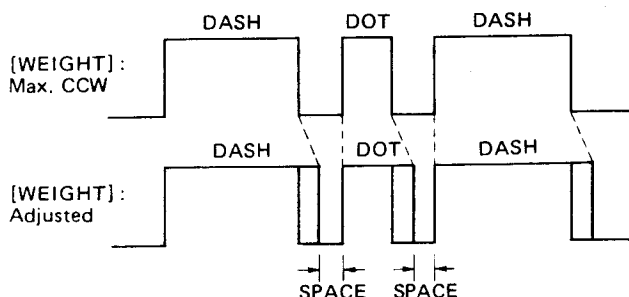 DASH DOT DASH
[WEIGHT] :
Max. CCW
DASH DOT DASH
[WEIGHT] :
Adjusted
SPACE SPACE